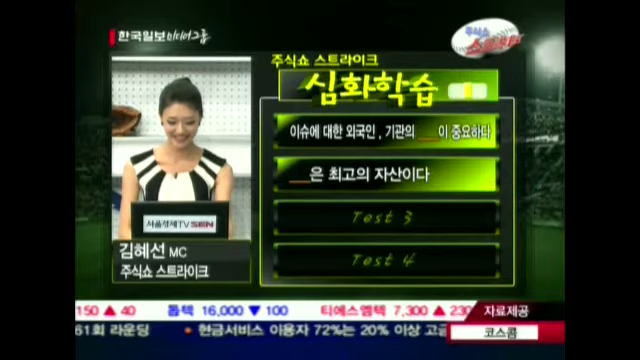 한국일보 미디어그룹
주식쇼
스트라이크
주식쇼 스트라이크
심화학습
이슈에 대한 외국인, 기관의 __이 중요하다
__은 최고의 자산이다
Test 3
Test 4
서울경제TV SEN
김혜선 MC
주식쇼 스트라이크
150 ▲ 40 톱텍 16,000 ▼ 100 티에스엠텍 7,300 ▲ 230
자료제공
61회 라운딩 • 현금서비스 이용자 72%는 20% 이상 고금
코스콤